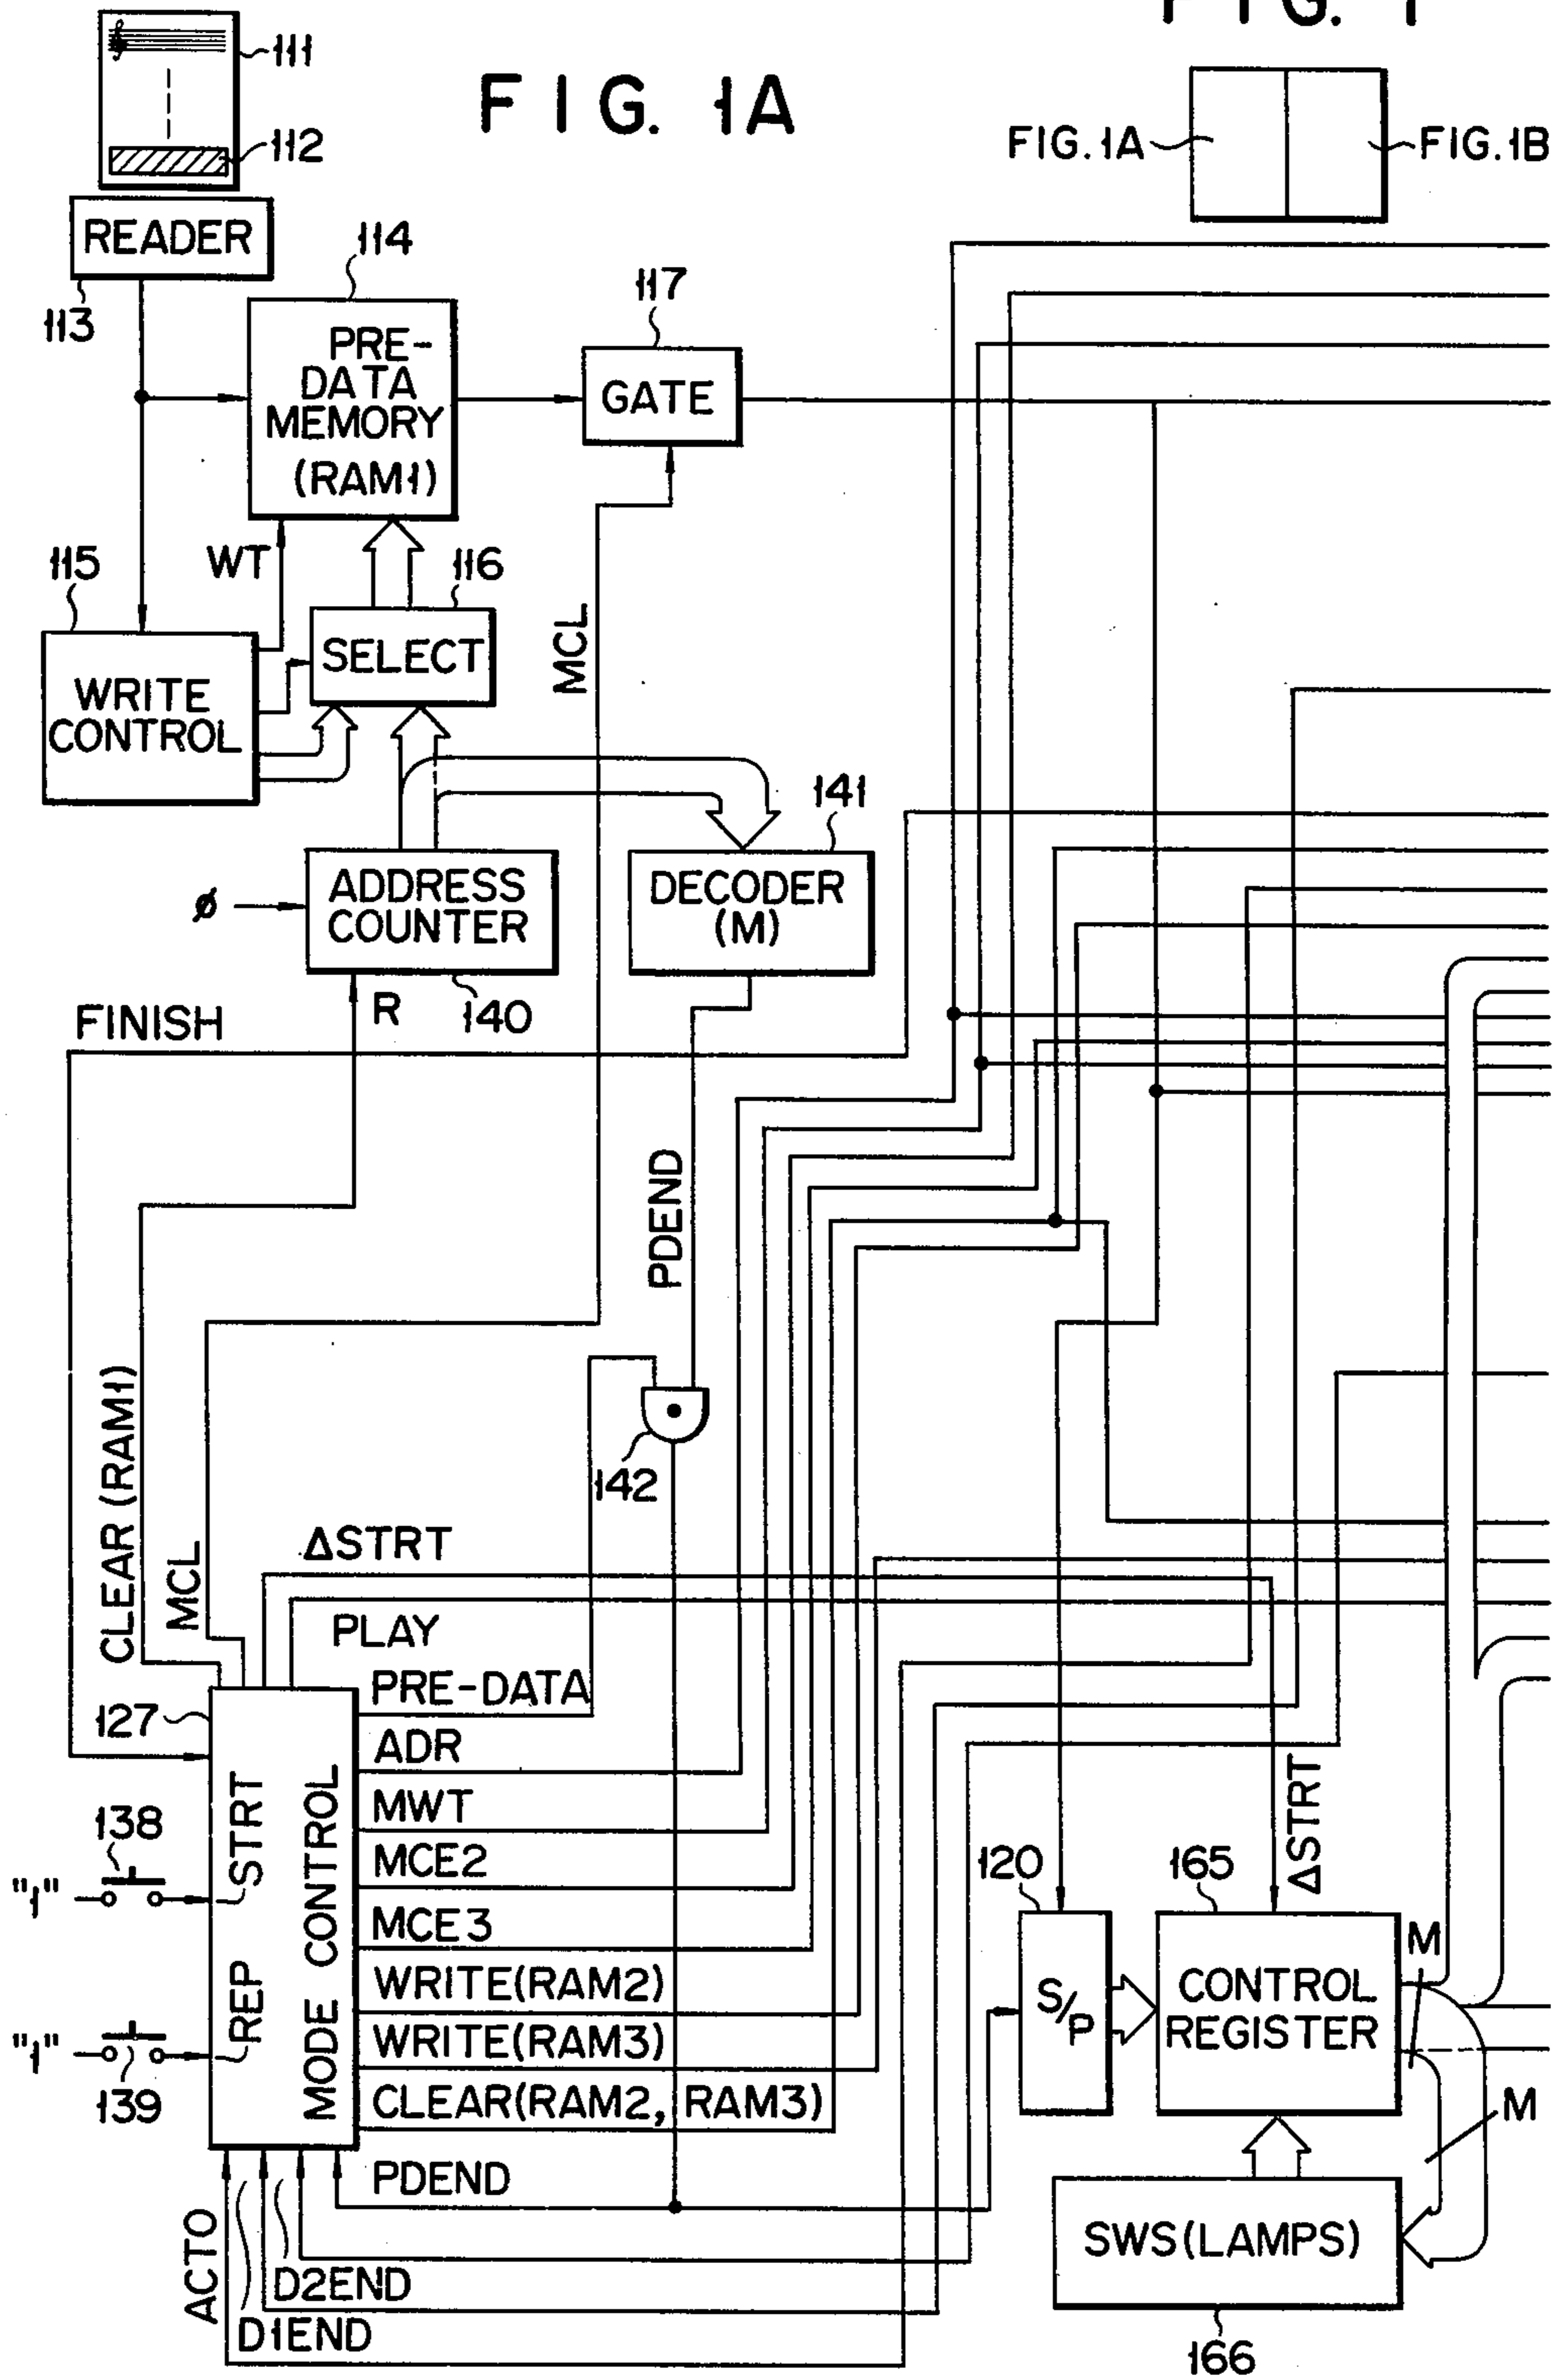 FIG. 1
111
FIG. 1A
112
FIG.1A
FIG.1B
READER
113
114
117
PRE-
DATA
MEMORY
(RAM1)
GATE
115
WT
116
SELECT
WRITE
CONTROL
MCL
141
ADDRESS
COUNTER
DECODER
(M)
ø
R
140
FINISH
PDEND
142
CLEAR (RAM1)
MCL
ΔSTRT
PLAY
PRE-DATA
127
ADR
MWT
MCE2
MCE3
WRITE(RAM2)
WRITE(RAM3)
CLEAR(RAM2, RAM3)
PDEND
STRT
REP
MODE CONTROL
138
"1"
"1"
139
ACTO
D2END
D1END
120
165
ΔSTRT
S/P
CONTROL
REGISTER
M
M
SWS(LAMPS)
166